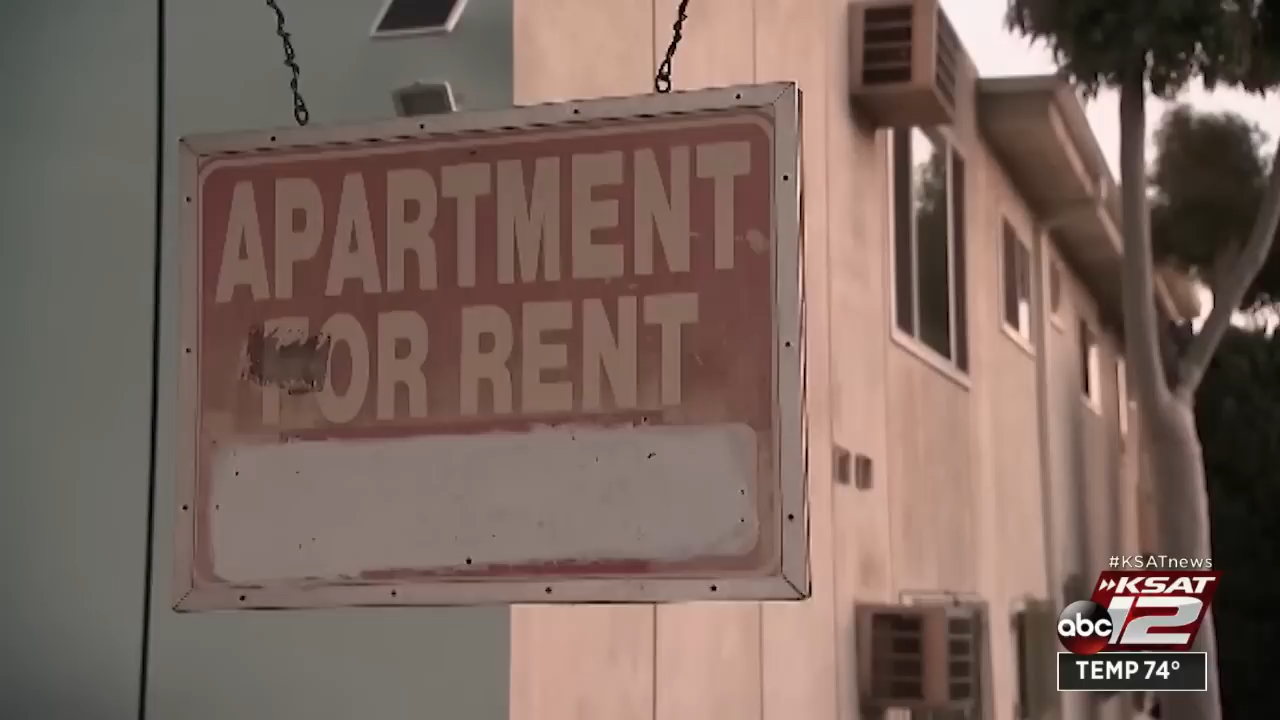 APARTMENT
FOR RENT
#KSATnews
KSAT
abc 12
TEMP 74°